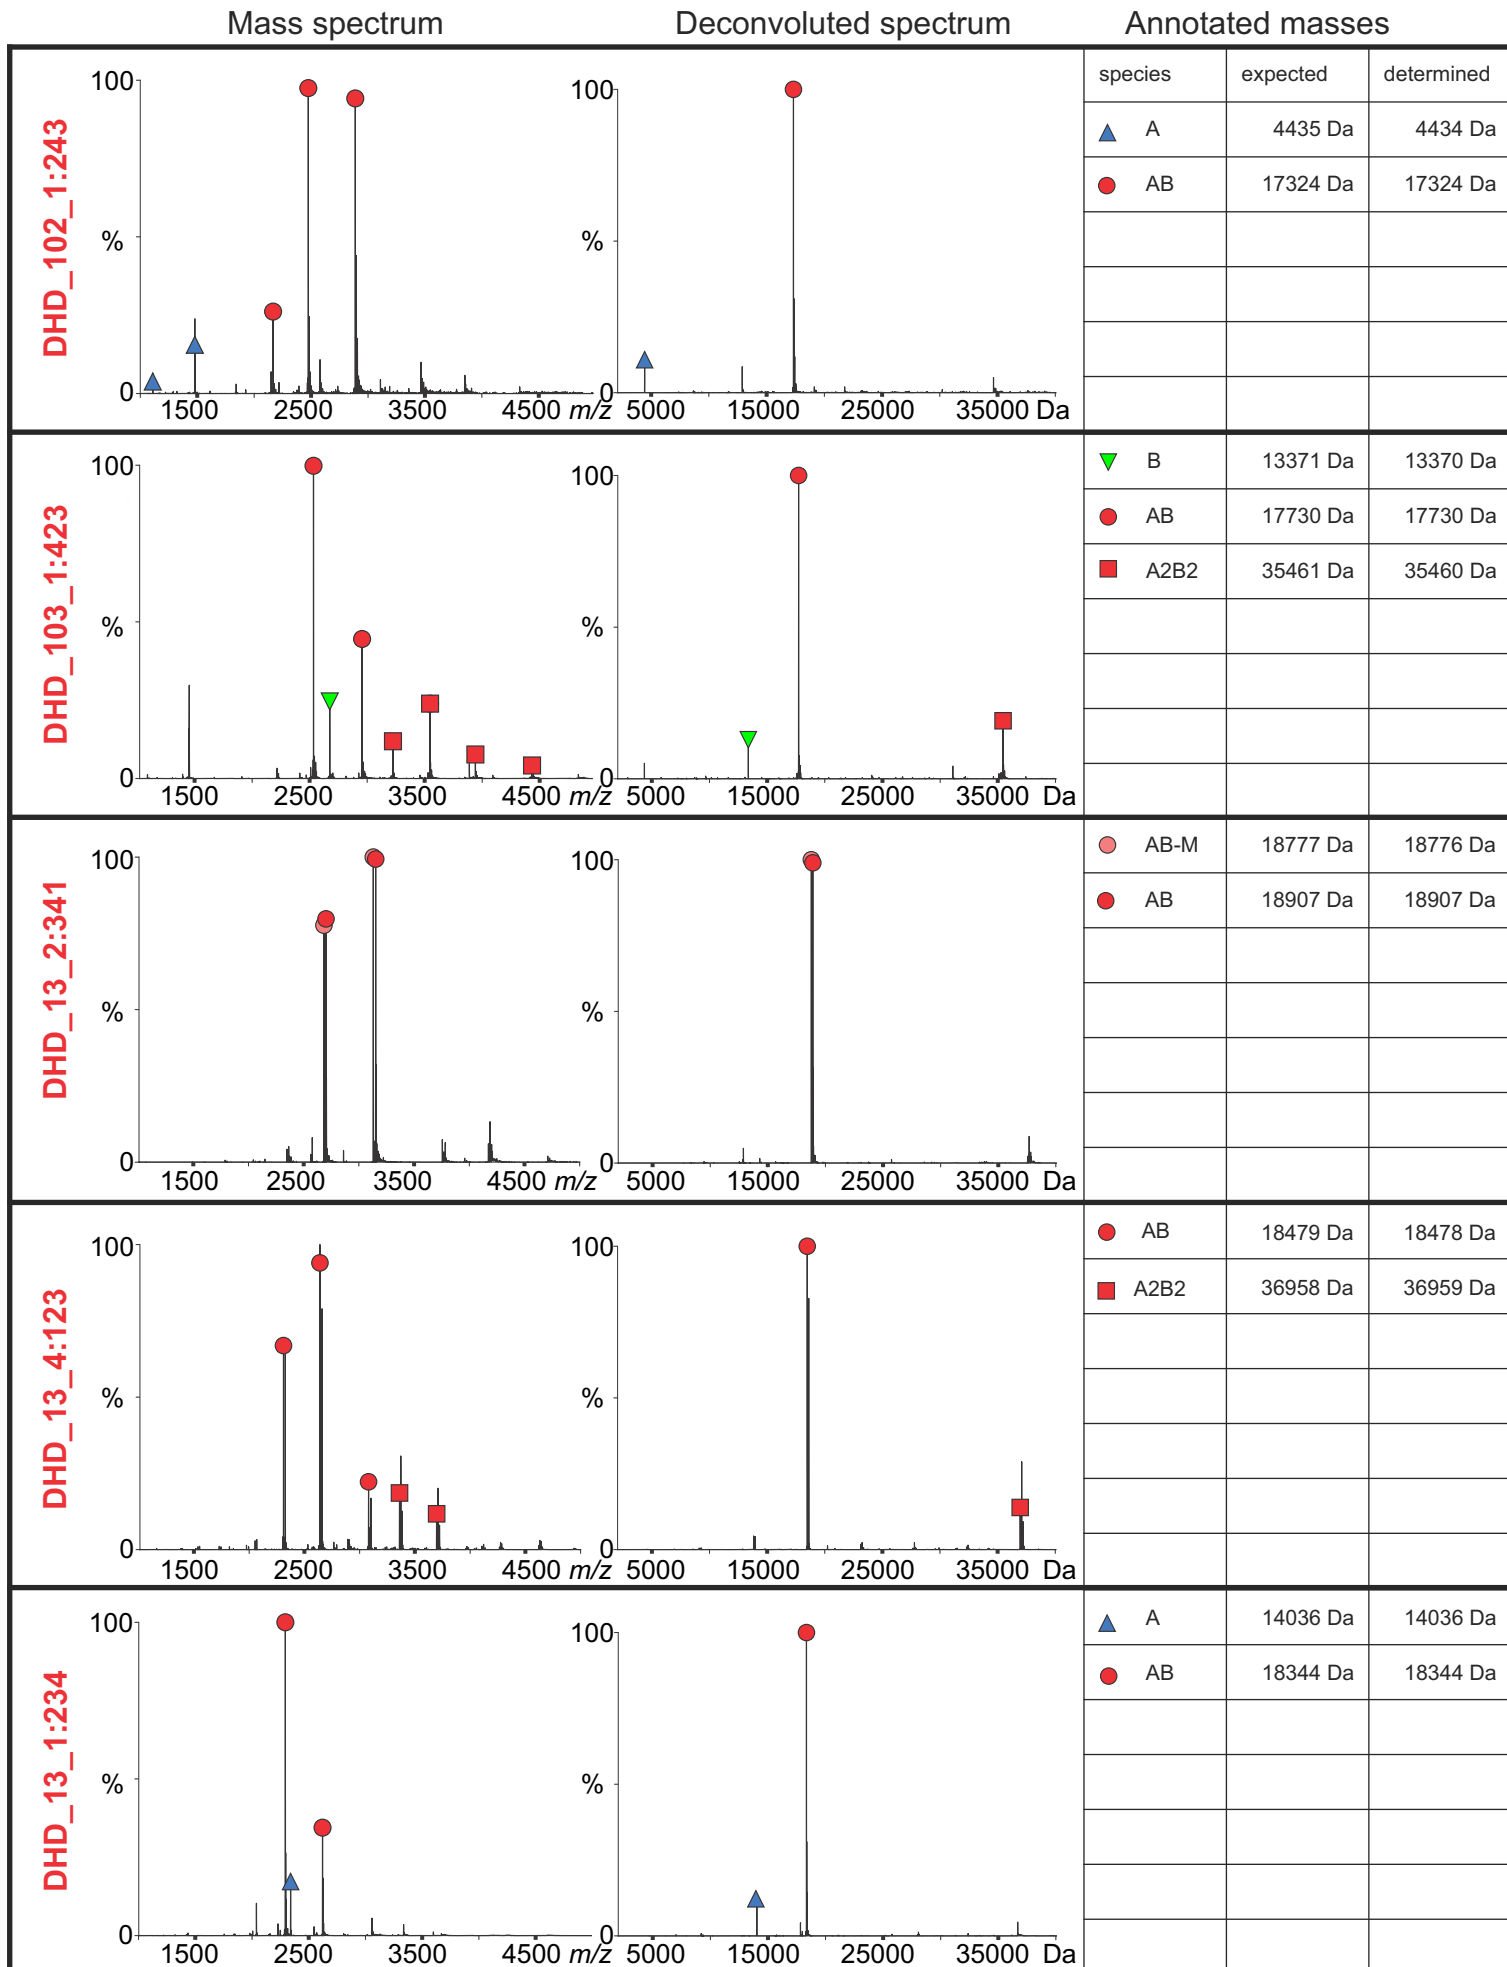 Mass spectrum Deconvoluted spectrum Annotated masses
DHD_102_1:243
100
%
0
1500 2500 3500 4500 m/z
100
%
0
5000 15000 25000 35000 Da
species expected determined
A 4435 Da 4434 Da
AB 17324 Da 17324 Da
DHD_103_1:423
100
%
0
1500 2500 3500 4500 m/z
100
%
0
5000 15000 25000 35000 Da
B 13371 Da 13370 Da
AB 17730 Da 17730 Da
A2B2 35461 Da 35460 Da
DHD_13_2:341
100
%
0
1500 2500 3500 4500 m/z
100
%
0
5000 15000 25000 35000 Da
AB-M 18777 Da 18776 Da
AB 18907 Da 18907 Da
DHD_13_4:123
100
%
0
1500 2500 3500 4500 m/z
100
%
0
5000 15000 25000 35000 Da
AB 18479 Da 18478 Da
A2B2 36958 Da 36959 Da
DHD_13_1:234
100
%
0
1500 2500 3500 4500 m/z
100
%
0
5000 15000 25000 35000 Da
A 14036 Da 14036 Da
AB 18344 Da 18344 Da